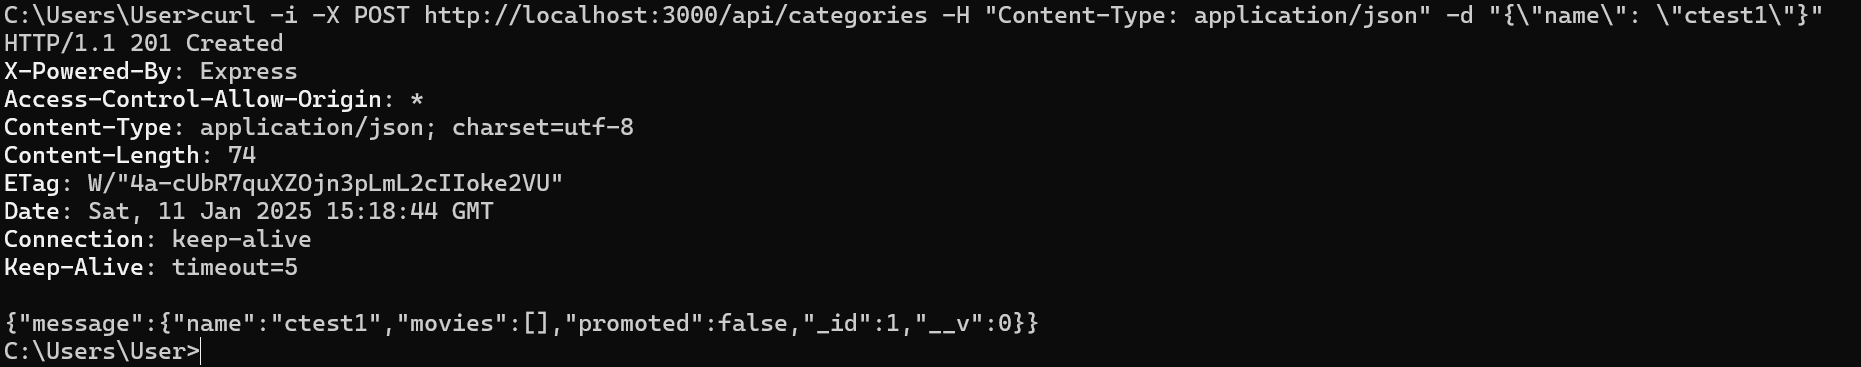 C:\Users\User>curl -i -X POST http://localhost:3000/api/categories -H "Content-Type: application/json" -d "{\"name\": \"ctest1\"}"
HTTP/1.1 201 Created
X-Powered-By: Express
Access-Control-Allow-Origin: *
Content-Type: application/json; charset=utf-8
Content-Length: 74
ETag: W/"4a-cUbR7quXZOjn3pLmL2cIIoke2VU"
Date: Sat, 11 Jan 2025 15:18:44 GMT
Connection: keep-alive
Keep-Alive: timeout=5
{"message":{"name":"ctest1","movies":[],"promoted":false,"_id":1,"__v":0}}
C:\Users\User>